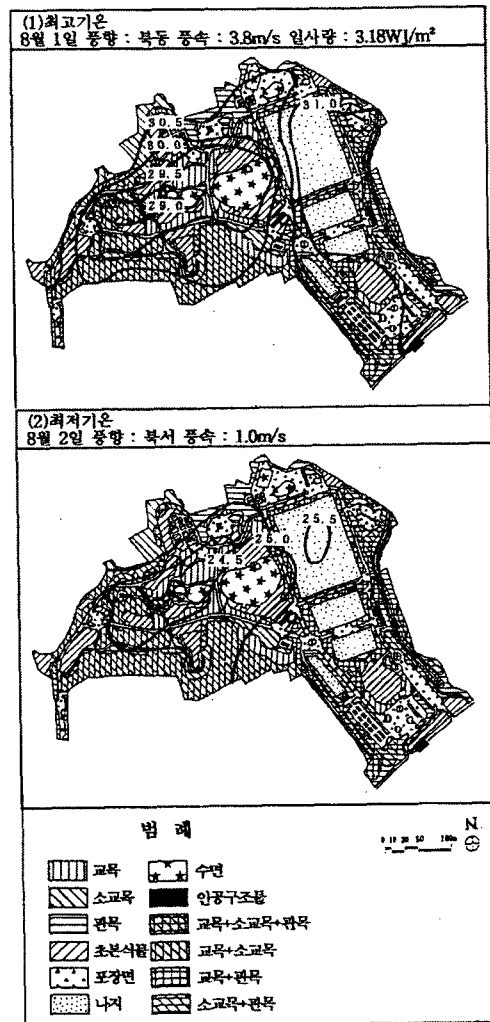 (1)최고기온
8월 1일 풍향 : 북동 풍속 : 3.8m/s 일사량 : 3.18WJ/m²
31.0
30.5
30.0
29.5
29.0
(2)최저기온
8월 2일 풍향 : 북서 풍속 : 1.0m/s
25.5
25.0
24.5
범 례
N
교목
수면
소교목
인공구조물
관목
교목+소교목+관목
초본식물
교목+소교목
포장면
교목+관목
나지
소교목+관목